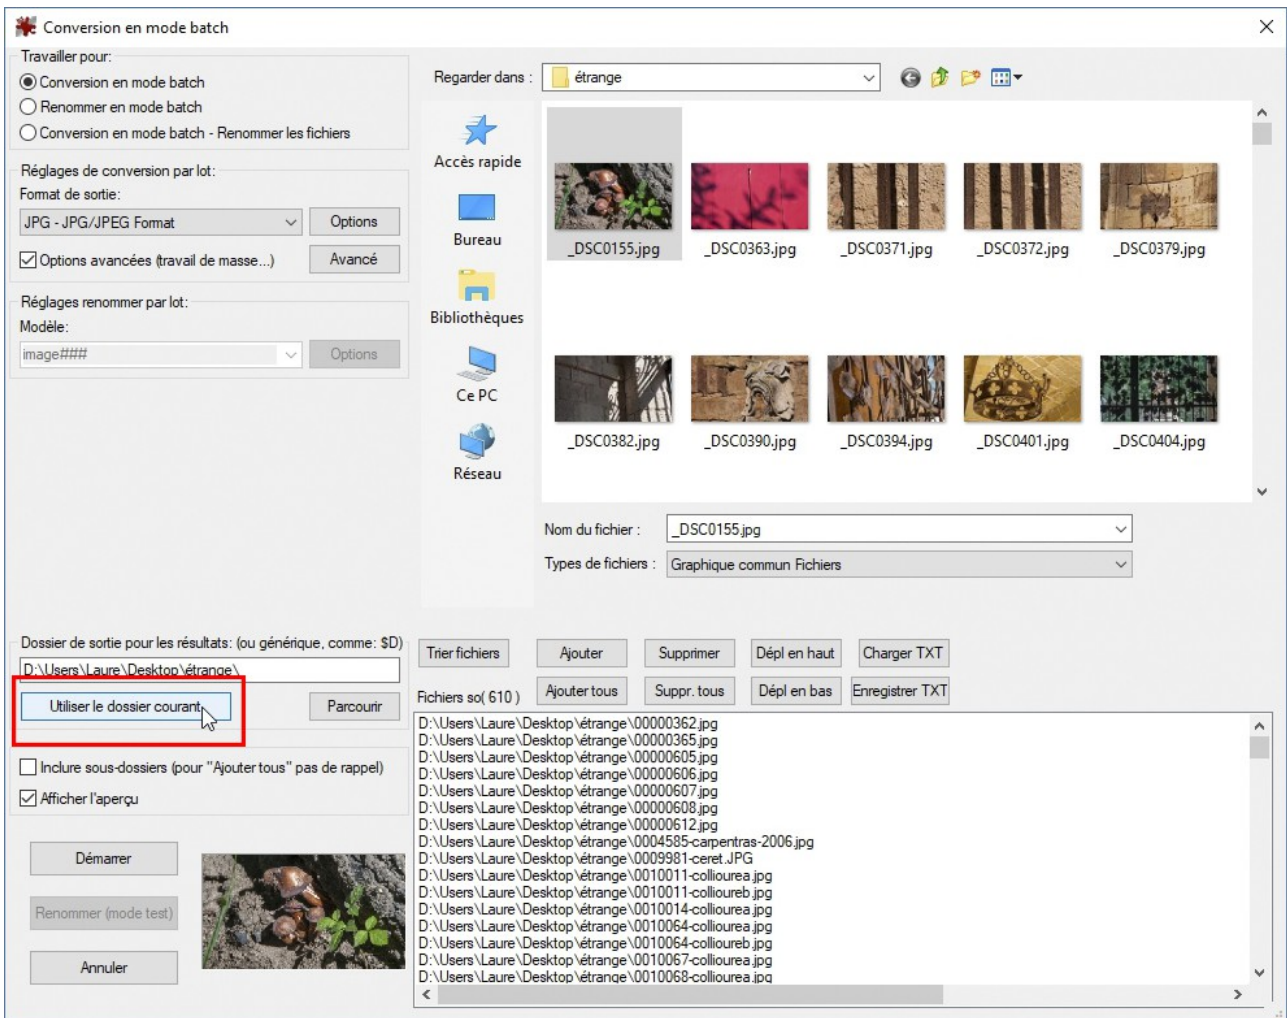 Conversion en mode batch
Travailler pour:
Conversion en mode batch
Renommer en mode batch
Conversion en mode batch - Renommer les fichiers
Réglages de conversion par lot:
Format de sortie:
JPG - JPG/JPEG Format
Options
Options avancées (travail de masse...)
Avancé
Réglages renommer par lot:
Modèle:
image###
Options
Regarder dans :
étrange
Accès rapide
Bureau
Bibliothèques
Ce PC
Réseau
_DSC0155.jpg
_DSC0363.jpg
_DSC0371.jpg
_DSC0372.jpg
_DSC0379.jpg
_DSC0382.jpg
_DSC0390.jpg
_DSC0394.jpg
_DSC0401.jpg
_DSC0404.jpg
Nom du fichier :
_DSC0155.jpg
Types de fichiers :
Graphique commun Fichiers
Dossier de sortie pour les résultats: (ou générique, comme: $D)
D:\Users\Laure\Desktop\étrange\
Utiliser le dossier courant
Parcourir
Inclure sous-dossiers (pour "Ajouter tous" pas de rappel)
Afficher l'aperçu
Démarrer
Renommer (mode test)
Annuler
Trier fichiers
Ajouter
Supprimer
Dépl en haut
Charger TXT
Fichiers so( 610 )
Ajouter tous
Suppr. tous
Dépl en bas
Enregistrer TXT
D:\Users\Laure\Desktop\étrange\00000362.jpg
D:\Users\Laure\Desktop\étrange\00000365.jpg
D:\Users\Laure\Desktop\étrange\00000605.jpg
D:\Users\Laure\Desktop\étrange\00000606.jpg
D:\Users\Laure\Desktop\étrange\00000607.jpg
D:\Users\Laure\Desktop\étrange\00000608.jpg
D:\Users\Laure\Desktop\étrange\00000612.jpg
D:\Users\Laure\Desktop\étrange\0004585-carpentras-2006.jpg
D:\Users\Laure\Desktop\étrange\0009981-ceret.JPG
D:\Users\Laure\Desktop\étrange\0010011-colliourea.jpg
D:\Users\Laure\Desktop\étrange\0010011-collioureb.jpg
D:\Users\Laure\Desktop\étrange\0010014-colliourea.jpg
D:\Users\Laure\Desktop\étrange\0010064-colliourea.jpg
D:\Users\Laure\Desktop\étrange\0010064-collioureb.jpg
D:\Users\Laure\Desktop\étrange\0010067-colliourea.jpg
D:\Users\Laure\Desktop\étrange\0010068-colliourea.jpg